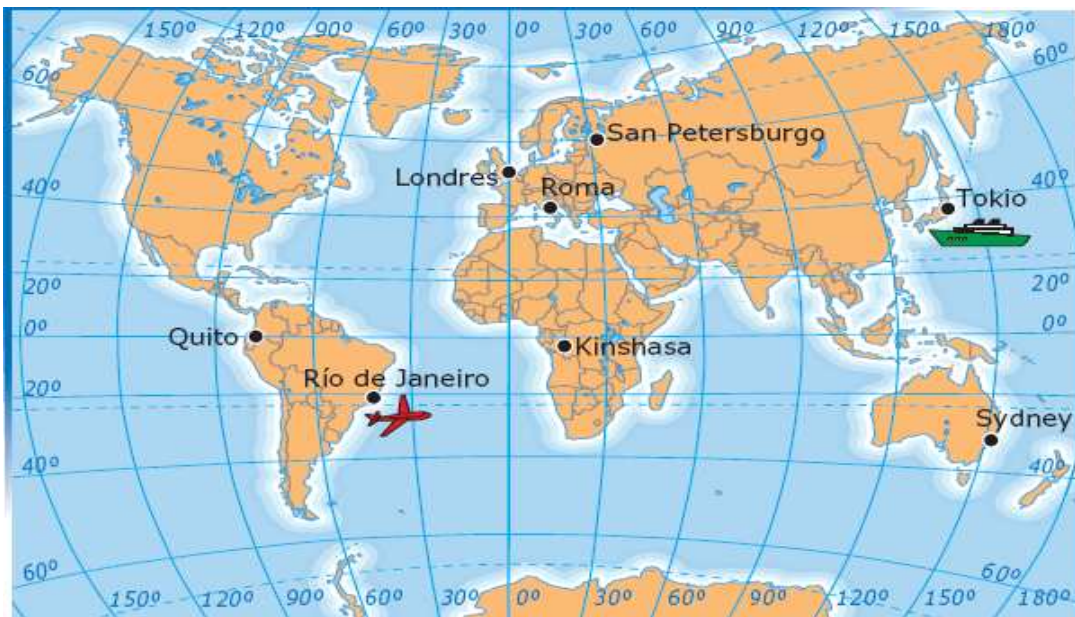 150º 120º 90º 60º 30º 0º 30º 60º 90º 120º 150º 180º
60º 60º
San Petersburgo
Londres
Roma
40º 40º
Tokio
20º 20º
Quito
0º 0º
Kinshasa
Río de Janeiro
20º 20º
Sydney
40º 40º
60º 60º
150º 120º 90º 60º 30º 0º 30º 60º 90º 120º 150º 180º